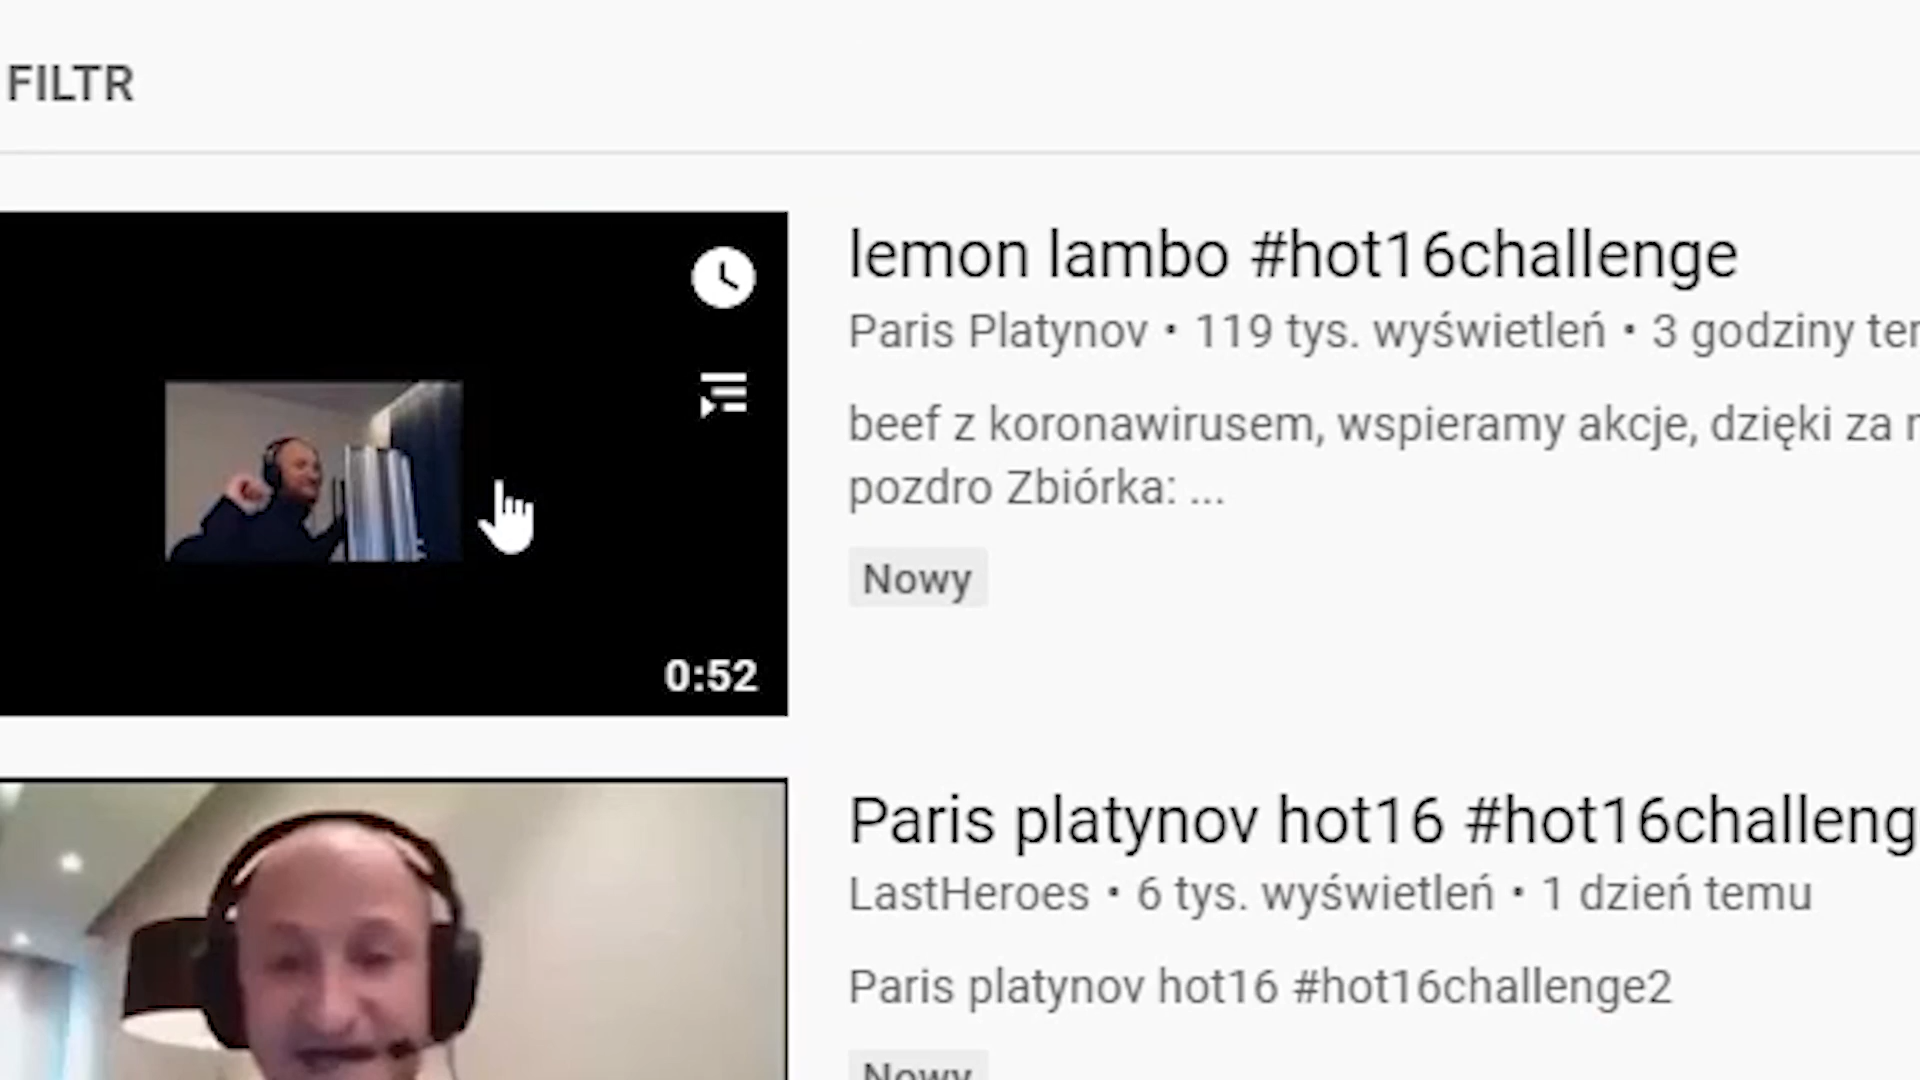 FILTR
lemon lambo #hot16challenge
Paris Platynov • 119 tys. wyświetleń • 3 godziny
beef z koronawirusem, wspieramy akcje, dzięki za
pozdro Zbiórka: ...
Nowy
0:52
Paris platynov hot16 #hot16challeng
LastHeroes • 6 tys. wyświetleń • 1 dzień temu
Paris platynov hot16 #hot16challenge2
Nowy